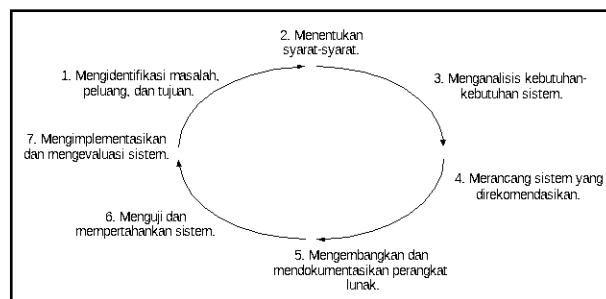 2. Menentukan
syarat-syarat.
1. Mengidentifikasi masalah,
peluang, dan tujuan.
3. Menganalisis kebutuhan-
kebutuhan sistem.
7. Mengimplementasikan
dan mengevaluasi sistem.
4. Merancang sistem yang
direkomendasikan.
6. Menguji dan
mempertahankan sistem.
5. Mengembangkan dan
mendokumentasikan perangkat
lunak.